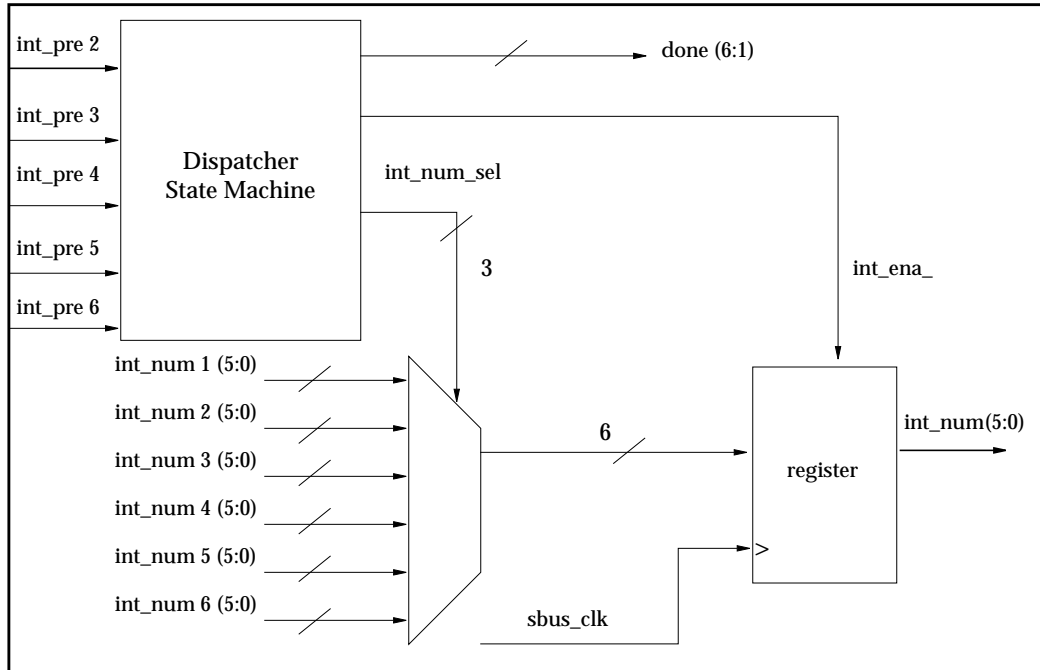 int_pre 2
done (6:1)
int_pre 3
Dispatcher
State Machine
int_pre 4
int_num_sel
int_pre 5
3
int_ena_
int_pre 6
int_num 1 (5:0)
int_num 2 (5:0)
6
int_num(5:0)
int_num 3 (5:0)
register
int_num 4 (5:0)
int_num 5 (5:0)
>
int_num 6 (5:0)
sbus_clk